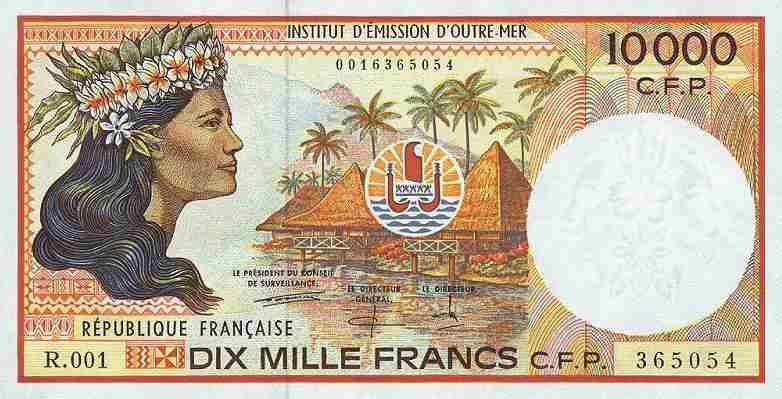 INSTITUT D'ÉMISSION D'OUTRE-MER
0016365054
10000
C.F.P.
LE PRÉSIDENT DU CONSEIL
DE SURVEILLANCE,
LE DIRECTEUR
GÉNÉRAL,
LE DIRECTEUR,
RÉPUBLIQUE FRANÇAISE
R.001
DIX MILLE FRANCS C.F.P.
365054